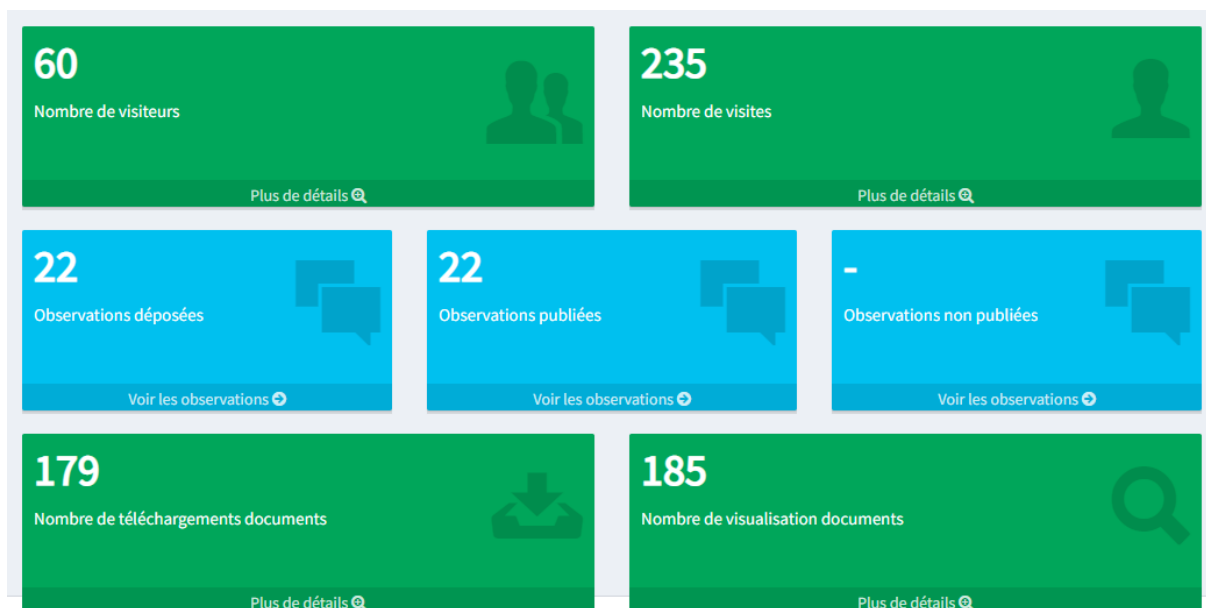 60
Nombre de visiteurs
Plus de détails
235
Nombre de visites
Plus de détails
22
Observations déposées
Voir les observations
22
Observations publiées
Voir les observations
-
Observations non publiées
Voir les observations
179
Nombre de téléchargements documents
Plus de détails
185
Nombre de visualisation documents
Plus de détails